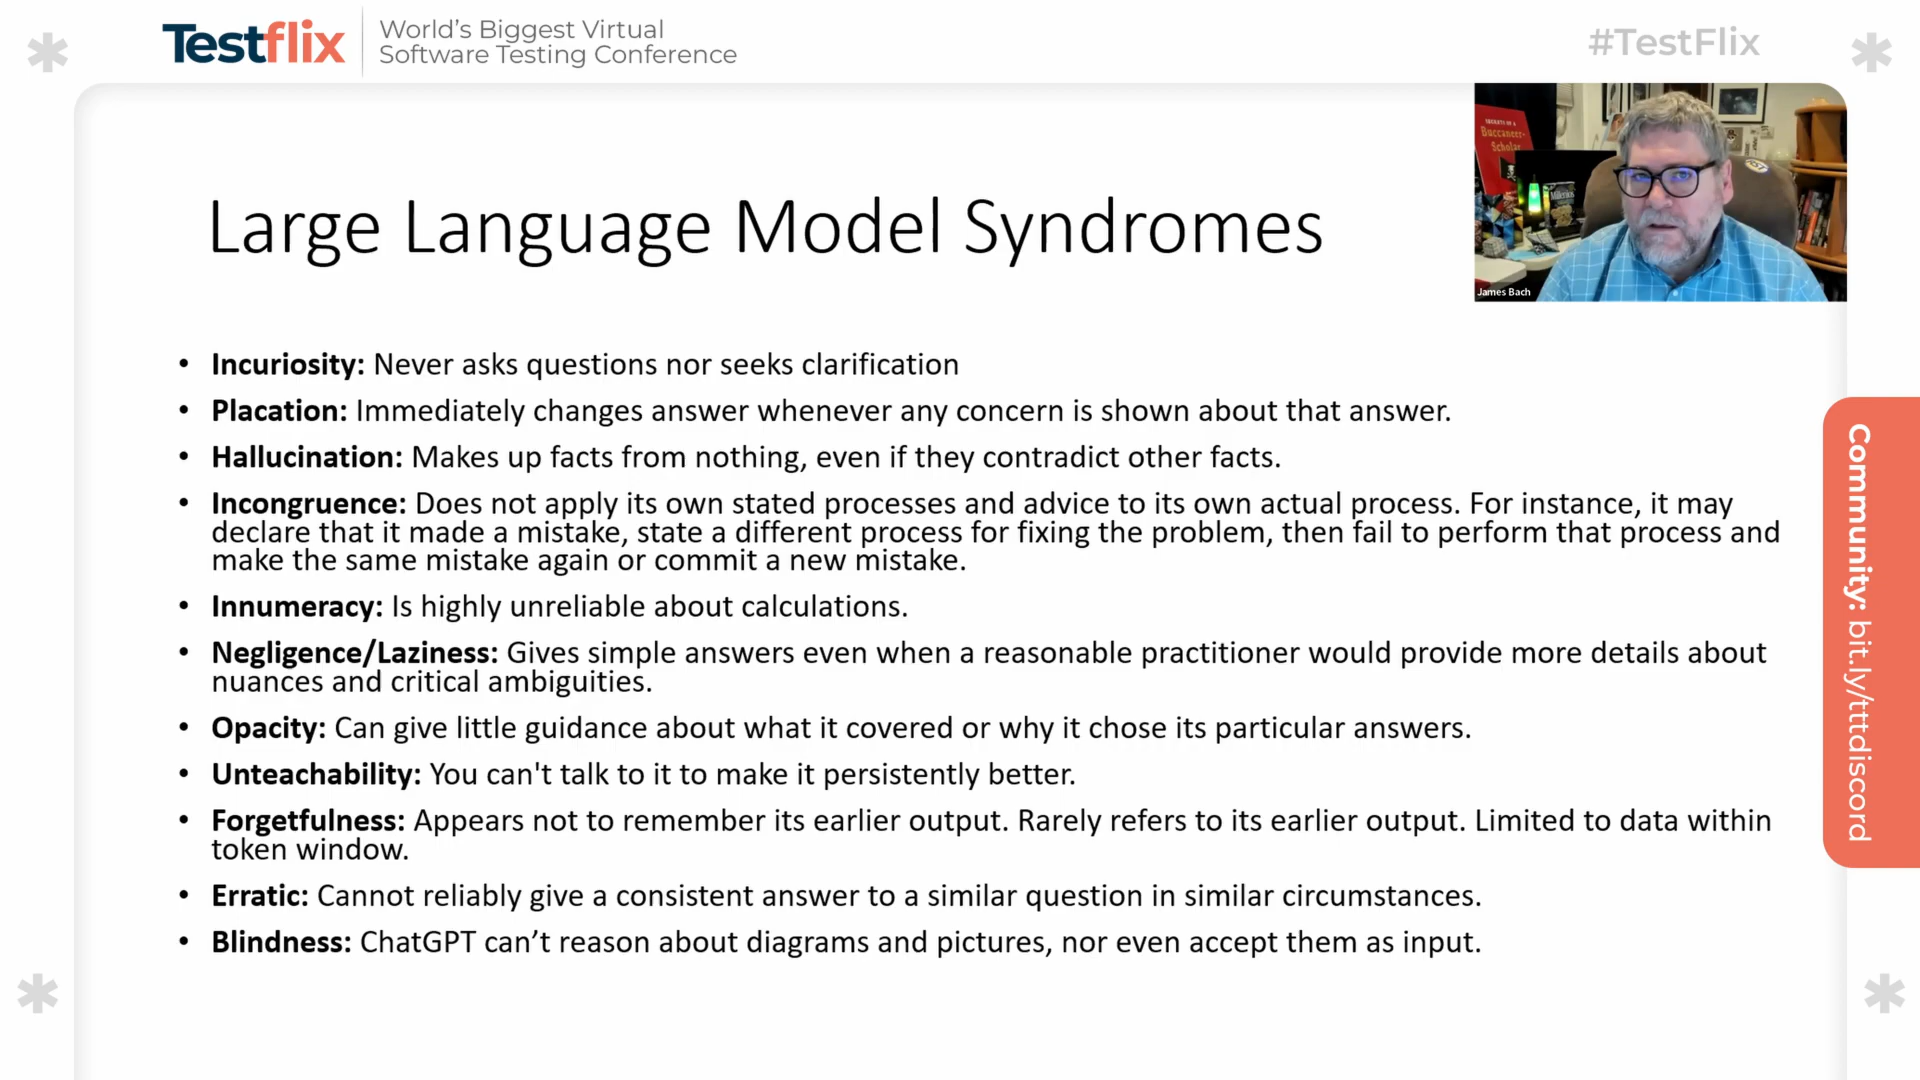 Testflix
World's Biggest Virtual
Software Testing Conference
#TestFlix
SECRETS OF A
Buccaneer-
Scholar
James Bach
Large Language Model Syndromes
• Incuriosity: Never asks questions nor seeks clarification
• Placation: Immediately changes answer whenever any concern is shown about that answer.
• Hallucination: Makes up facts from nothing, even if they contradict other facts.
• Incongruence: Does not apply its own stated processes and advice to its own actual process. For instance, it may
declare that it made a mistake, state a different process for fixing the problem, then fail to perform that process and
make the same mistake again or commit a new mistake.
• Innumeracy: Is highly unreliable about calculations.
• Negligence/Laziness: Gives simple answers even when a reasonable practitioner would provide more details about
nuances and critical ambiguities.
• Opacity: Can give little guidance about what it covered or why it chose its particular answers.
• Unteachability: You can't talk to it to make it persistently better.
• Forgetfulness: Appears not to remember its earlier output. Rarely refers to its earlier output. Limited to data within
token window.
• Erratic: Cannot reliably give a consistent answer to a similar question in similar circumstances.
• Blindness: ChatGPT can’t reason about diagrams and pictures, nor even accept them as input.
Community: bit.ly/tttdiscord